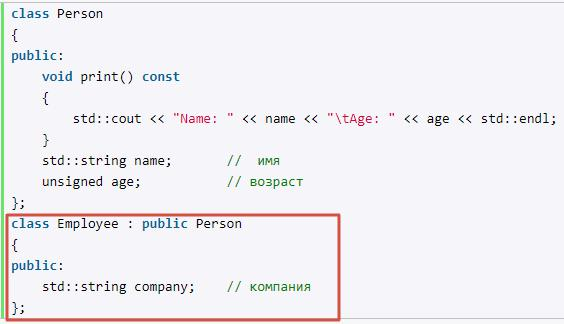 class Person
{
public:
    void print() const
    {
        std::cout << "Name: " << name << "\tAge: " << age << std::endl;
    }
    std::string name;       //  имя
    unsigned age;           // возраст
};
class Employee : public Person
{
public:
    std::string company;    // компания
};